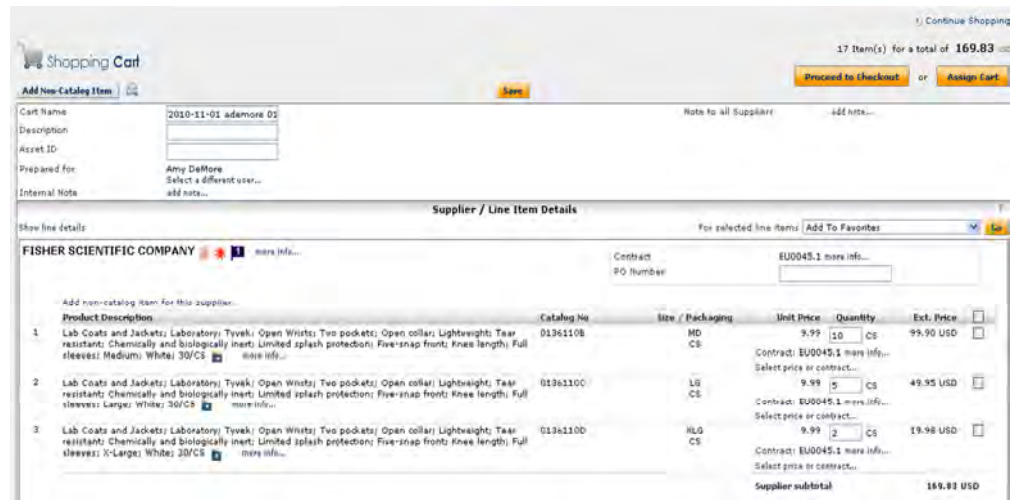 Continue Shopping
17 Item(s) for a total of 169.83
Shopping Cart
Proceed to Checkout or Assign Cart
Add Non-Catalog Item
Save
Cart Name 2010-11-01 ademore 01 Note to all Suppliers add note...
Description
Asset ID
Prepared for Amy DeMore
Select a different user...
Internal Note add note...
Supplier / Line Item Details ?
Show line details For selected line items Add To Favorites Go
FISHER SCIENTIFIC COMPANY 1 more info... Contract EU0045.1 more info...
PO Number
Add non-catalog item for this supplier
Product Description Catalog No Size / Packaging Unit Price Quantity Ext. Price
1 Lab Coats and Jackets; Laboratory; Tyvek; Open Wrists; Two pockets; Open collar; Lightweight; Tear 01361108 MD 9.99 10 CS 99.90 USD
resistant; Chemically and biologically inert; Limited splash protection; Five-snap front; Knee length; Full CS
sleeves; Medium; White; 30/CS more info... Contract: EU0045.1 more info...
Select price or contract...
2 Lab Coats and Jackets; Laboratory; Tyvek; Open Wrists; Two pockets; Open collar; Lightweight; Tear 0136110C LG 9.99 5 CS 49.95 USD
resistant; Chemically and biologically inert; Limited splash protection; Five-snap front; Knee length; Full CS
sleeves; Large; White; 30/CS more info... Contract: EU0045.1 more info...
Select price or contract...
3 Lab Coats and Jackets; Laboratory; Tyvek; Open Wrists; Two pockets; Open collar; Lightweight; Tear 0136110D XLG 9.99 2 CS 19.98 USD
resistant; Chemically and biologically inert; Limited splash protection; Five-snap front; Knee length; Full CS
sleeves; X-Large; White; 30/CS more info... Contract: EU0045.1 more info...
Select price or contract...
Supplier subtotal 169.83 USD